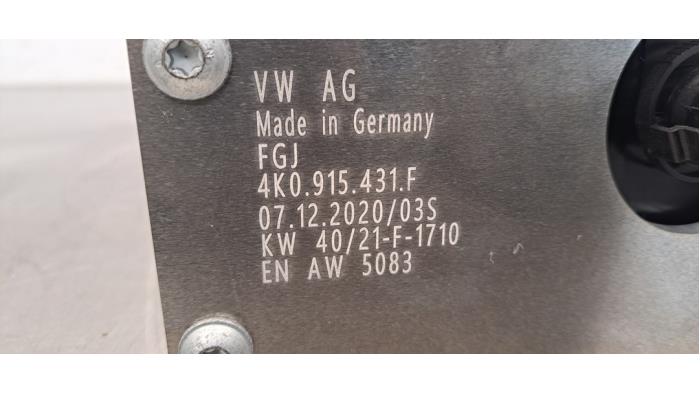 VW AG
Made in Germany
FGJ
4K0.915.431.F
07.12.2020/03S
KW 40/21-F-1710
EN AW 5083